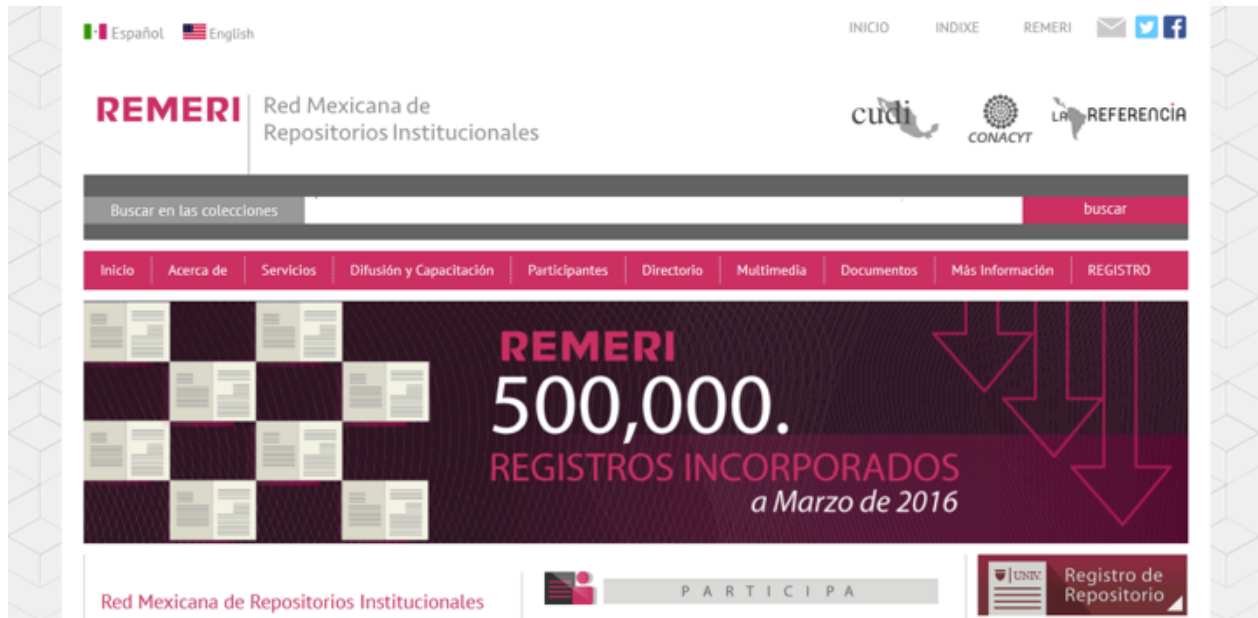 Español English INICIO INDIXE REMERI
REMERI Red Mexicana de
Repositorios Institucionales
cudi CONACYT LA REFERENCIA
Buscar en las colecciones buscar
Inicio Acerca de Servicios Difusión y Capacitación Participantes Directorio Multimedia Documentos Más Información REGISTRO
REMERI
500,000.
REGISTROS INCORPORADOS
a Marzo de 2016
Red Mexicana de Repositorios Institucionales
PARTICIPA
UNIV. Registro de
Repositorio